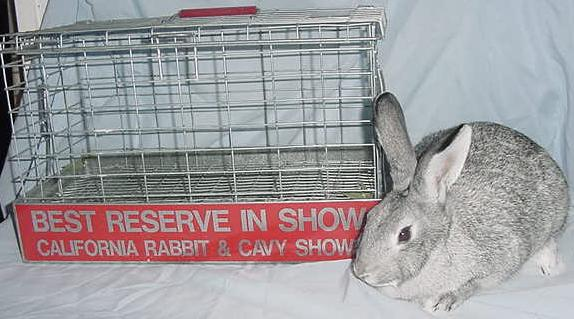 BEST RESERVE IN SHOW
CALIFORNIA RABBIT & CAVY SHOW